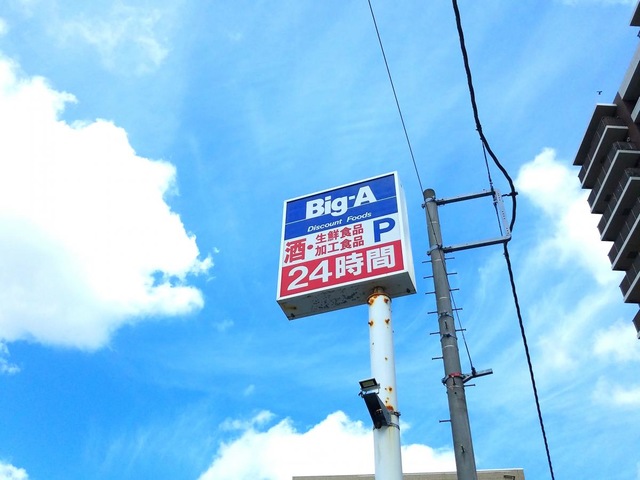 Big-A
Discount Foods
酒・生鮮食品
加工食品
P
24時間